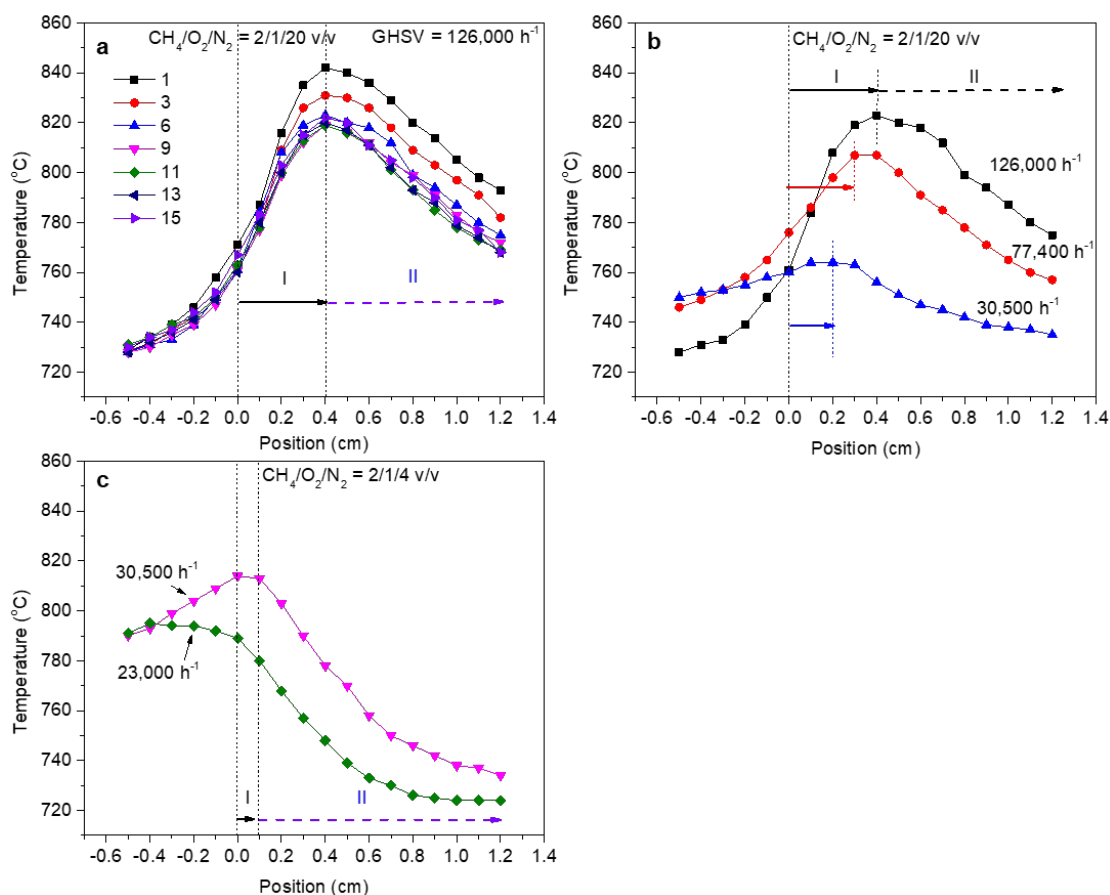 a
CH4/O2/N2 = 2/1/20 v/v
GHSV = 126,000 h-1
1
3
6
9
11
13
15
I
II
860
840
820
800
780
760
740
720
Temperature (oC)
-0.6 -0.4 -0.2 0.0 0.2 0.4 0.6 0.8 1.0 1.2 1.4
Position (cm)
b
CH4/O2/N2 = 2/1/20 v/v
I
II
126,000 h-1
77,400 h-1
30,500 h-1
860
840
820
800
780
760
740
720
Temperature (oC)
-0.6 -0.4 -0.2 0.0 0.2 0.4 0.6 0.8 1.0 1.2 1.4
Position (cm)
c
CH4/O2/N2 = 2/1/4 v/v
30,500 h-1
23,000 h-1
I
II
860
840
820
800
780
760
740
720
Temperature (oC)
-0.6 -0.4 -0.2 0.0 0.2 0.4 0.6 0.8 1.0 1.2 1.4
Position (cm)